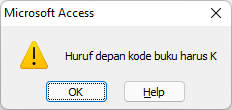 Microsoft Access
Huruf depan kode buku harus K
OK
Help